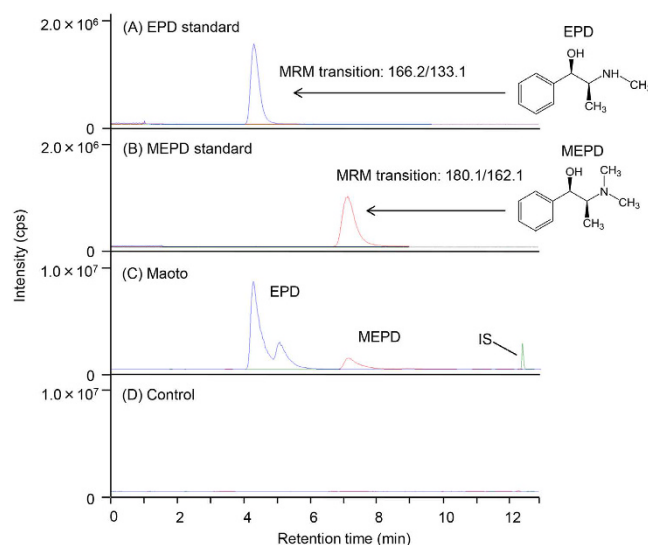 2.0 × 10⁶
(A) EPD standard
EPD
OH
NH
CH₃
CH₃
MRM transition: 166.2/133.1
0
2.0 × 10⁶
(B) MEPD standard
MEPD
OH
CH₃
N
CH₃
CH₃
MRM transition: 180.1/162.1
0
Intensity (cps)
1.0 × 10⁷
(C) Maoto
EPD
MEPD
IS
0
1.0 × 10⁷
(D) Control
0
0 2 4 6 8 10 12
Retention time (min)